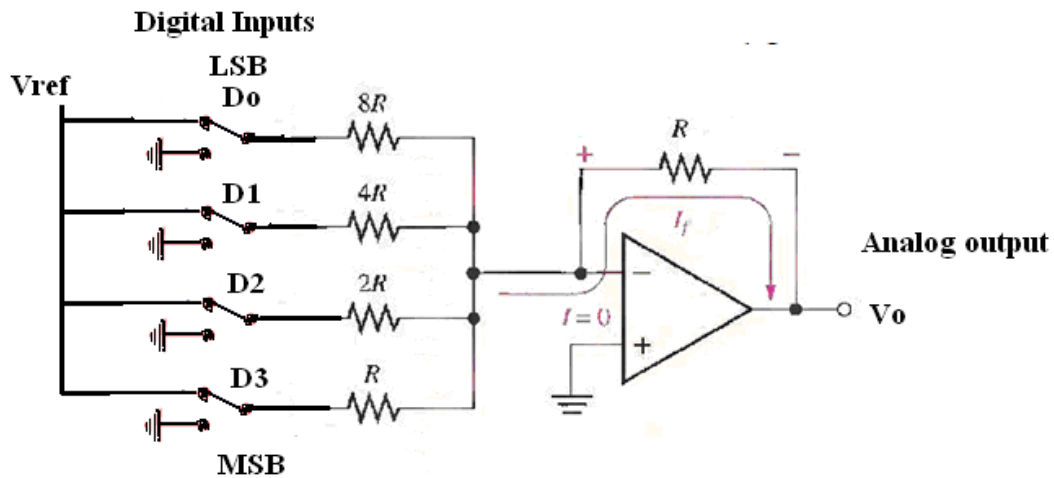 Digital Inputs
LSB
Vref
Do
8R
R
+
−
D1
4R
If
Analog output
D2
2R
−
I = 0
Vo
+
D3
R
MSB